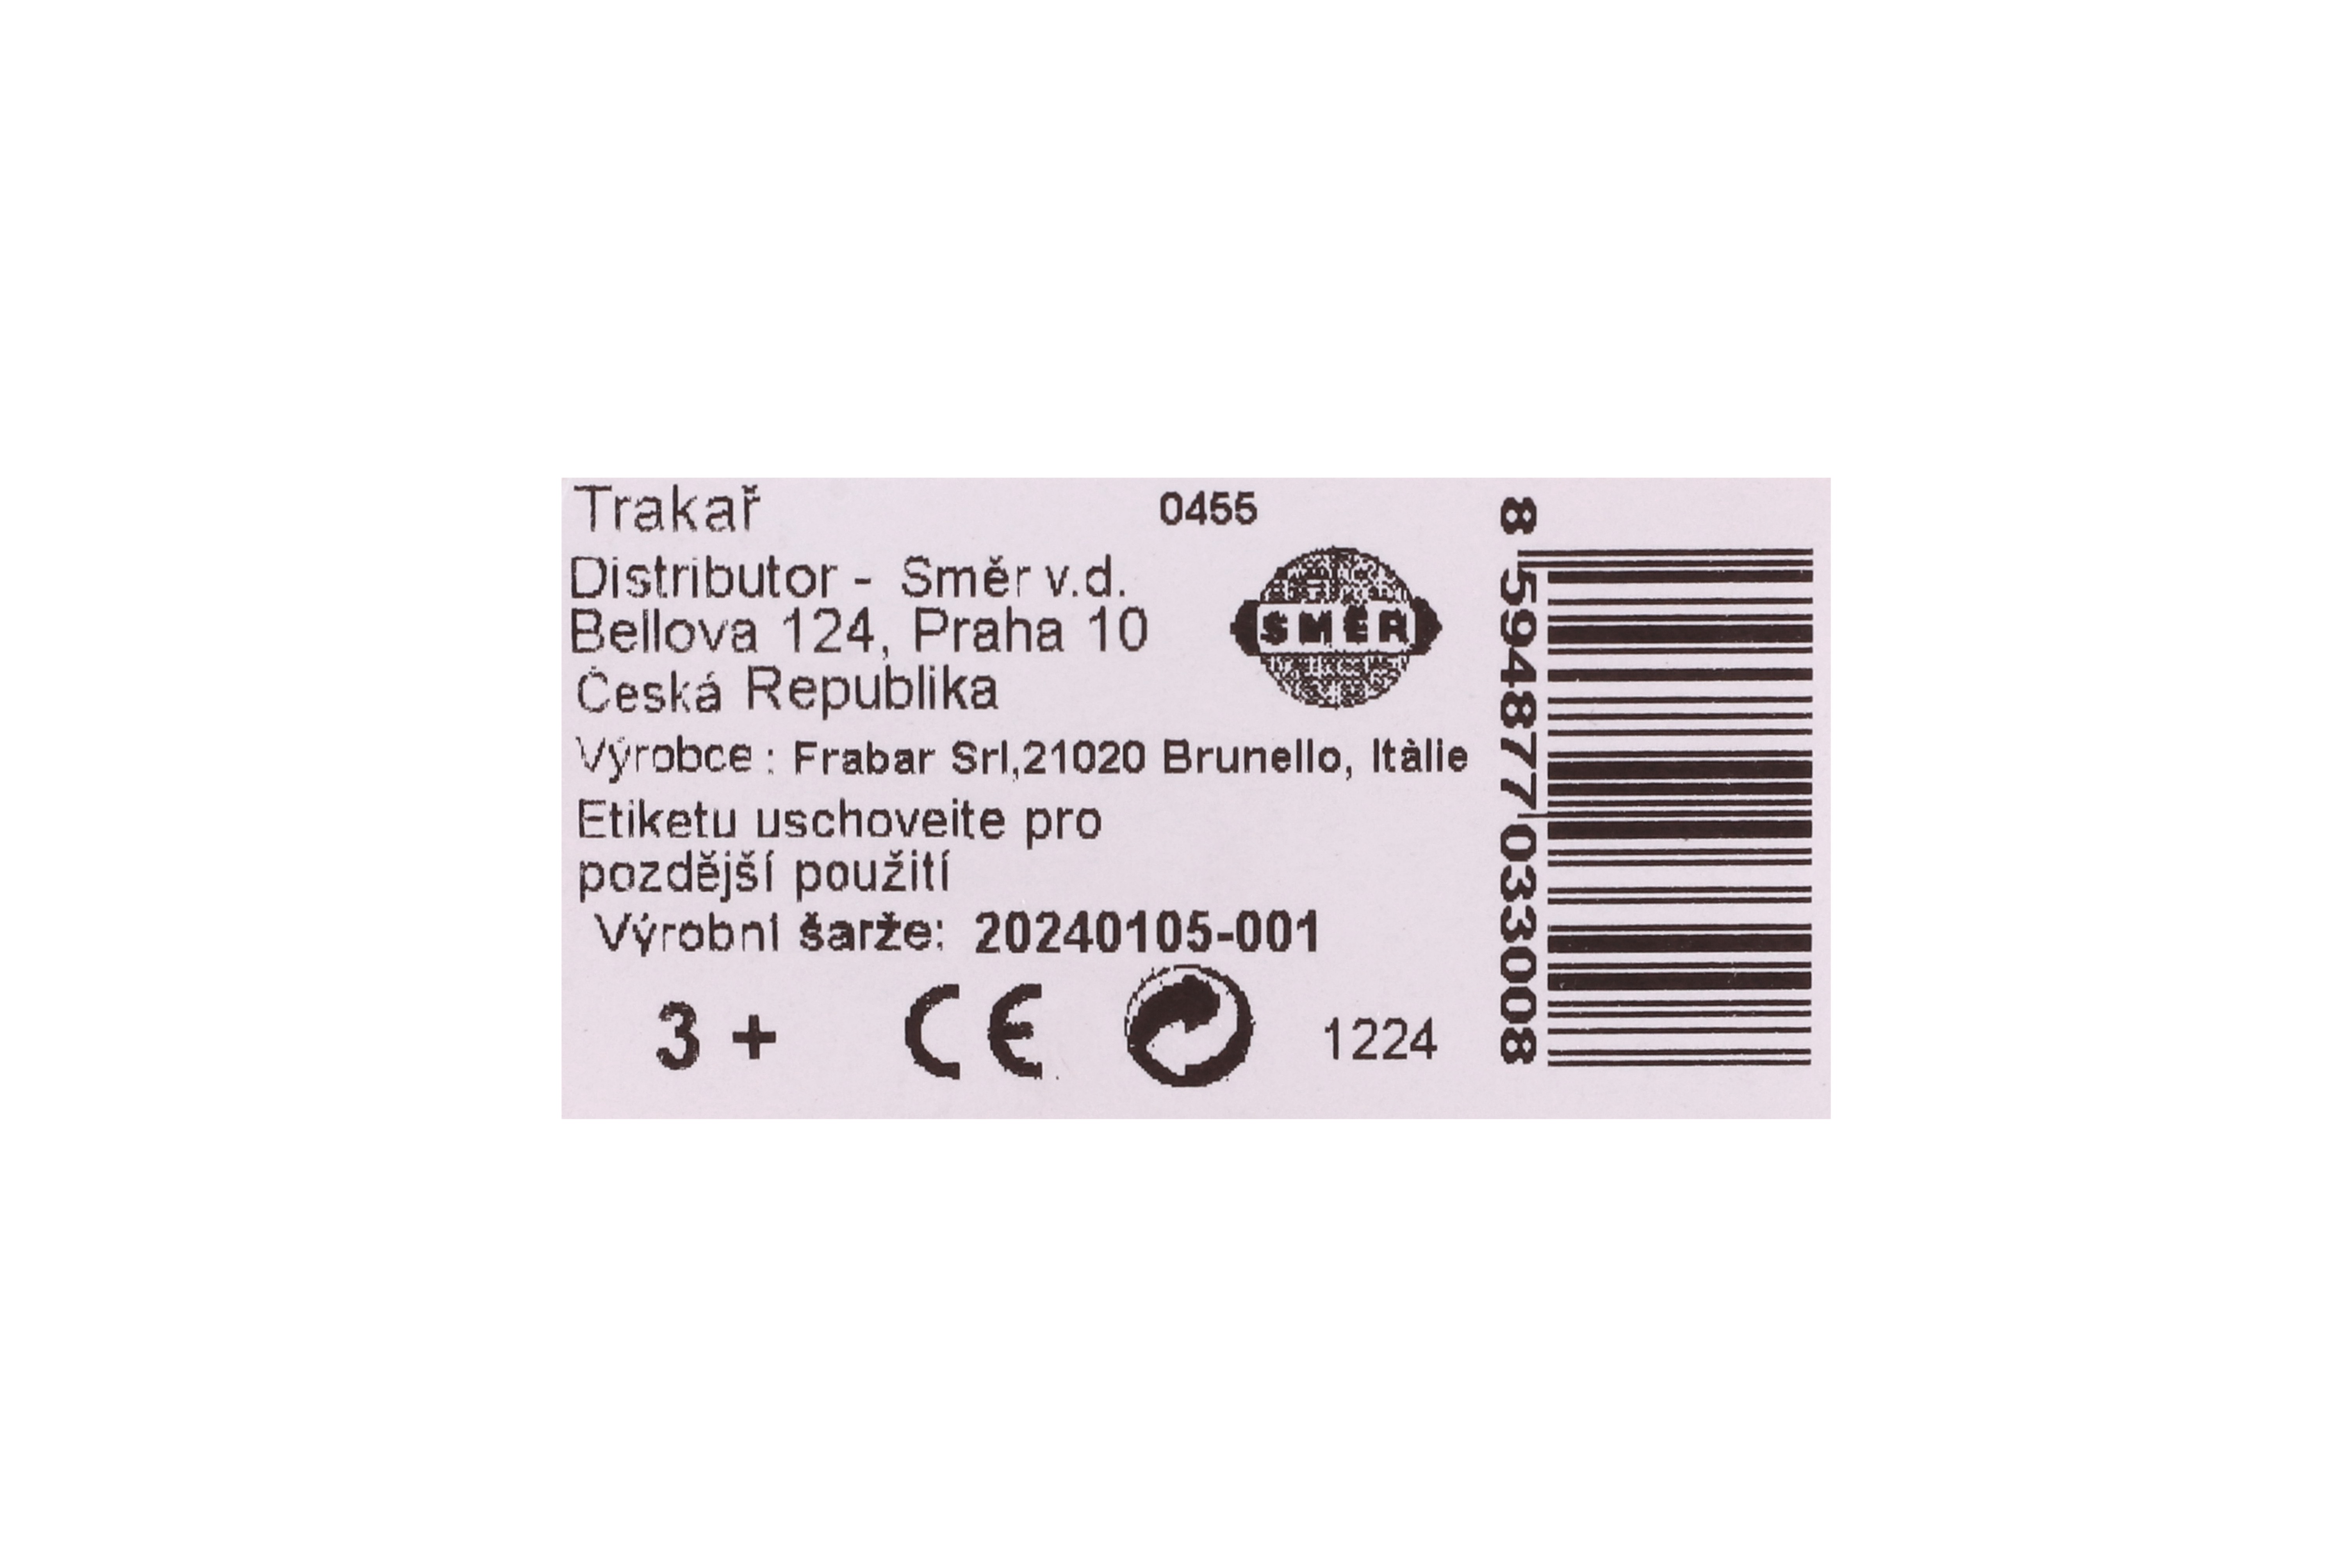 Trakař 0455
Distributor - Směr v.d.
Bellova 124, Praha 10
SMĚR
Česká Republika
Výrobce : Frabar Srl,21020 Brunello, Itàlie
Etiketu uschoveite pro
pozdější použití
Výrobní šarže: 20240105-001
3 + CE 1224
8 594877 033008